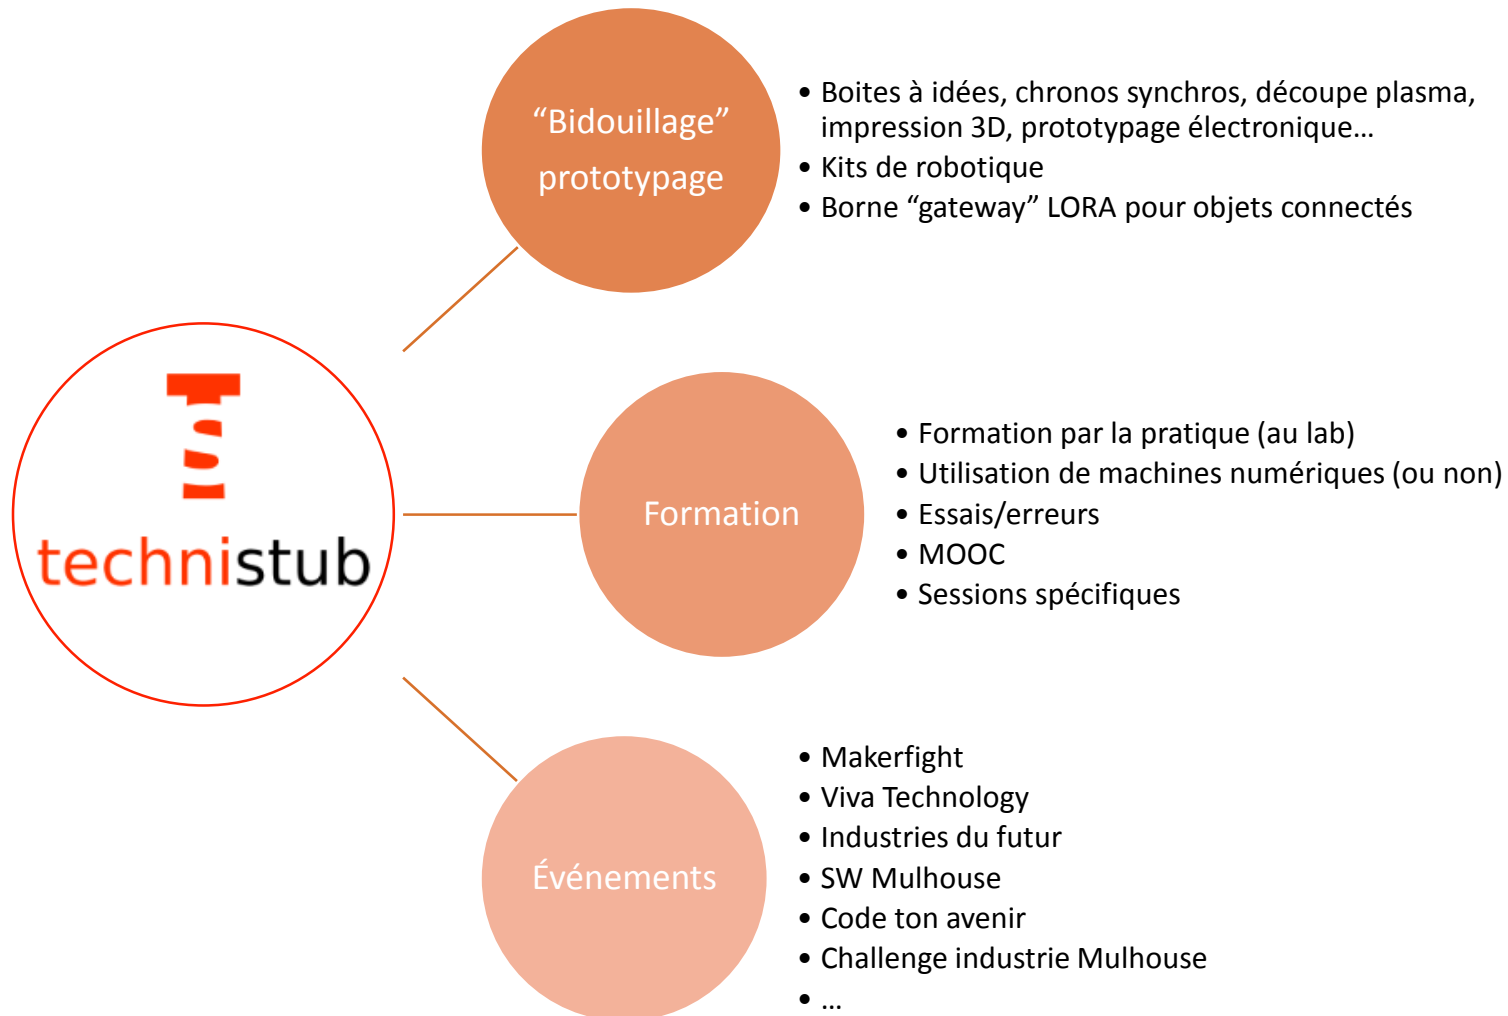 “Bidouillage”
prototypage
• Boites à idées, chronos synchros, découpe plasma,
impression 3D, prototypage électronique…
• Kits de robotique
• Borne “gateway” LORA pour objets connectés
technistub
Formation
• Formation par la pratique (au lab)
• Utilisation de machines numériques (ou non)
• Essais/erreurs
• MOOC
• Sessions spécifiques
Événements
• Makerfight
• Viva Technology
• Industries du futur
• SW Mulhouse
• Code ton avenir
• Challenge industrie Mulhouse
• …